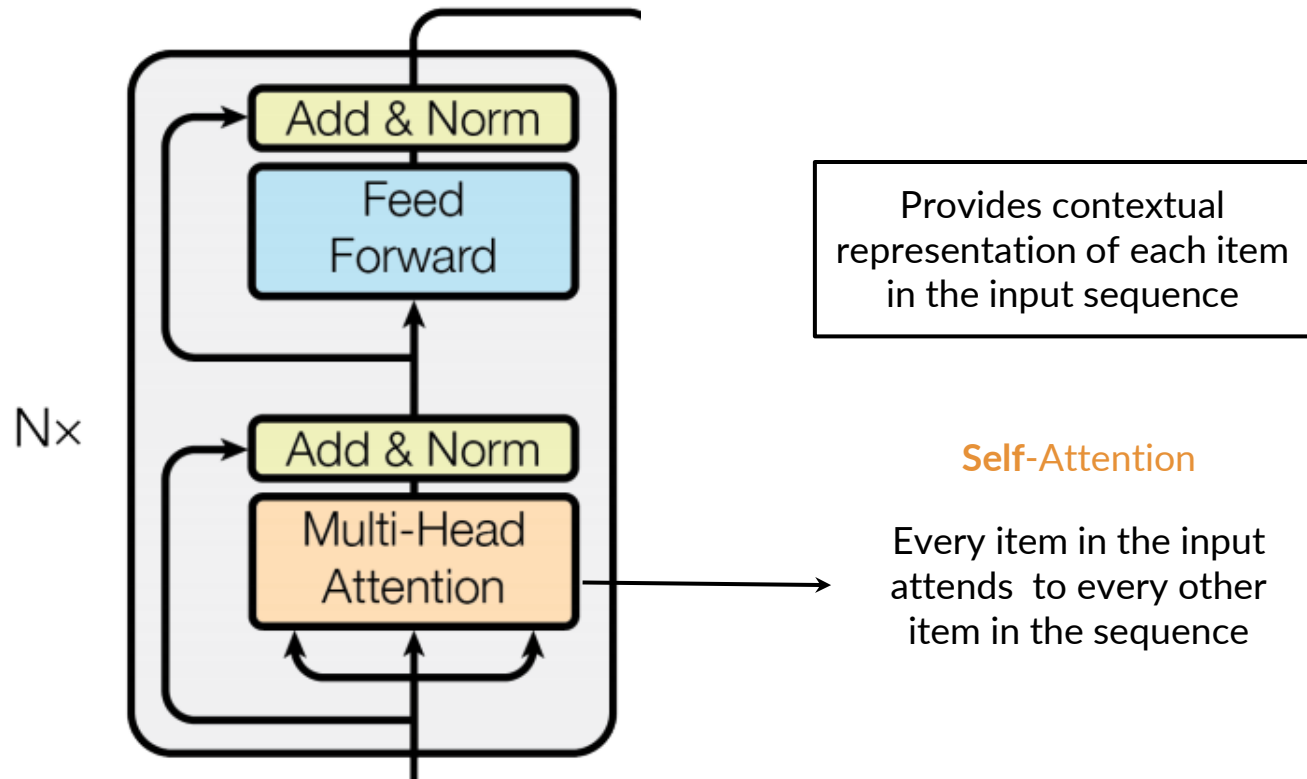 Add & Norm
Feed
Forward
Nx
Add & Norm
Multi-Head
Attention
Provides contextual
representation of each item
in the input sequence
Self-Attention
Every item in the input
attends  to every other
item in the sequence